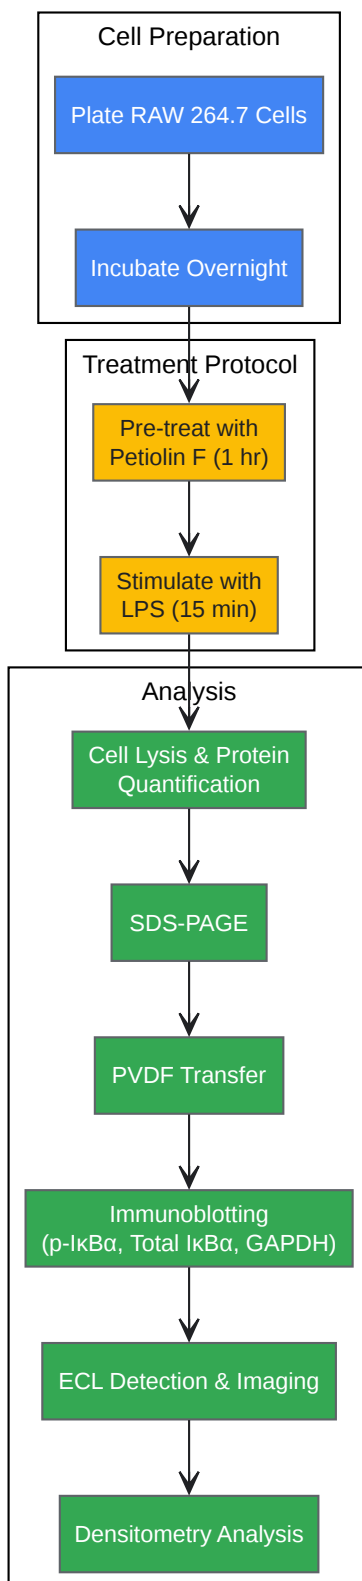 Cell Preparation
Plate RAW 264.7 Cells
Incubate Overnight
Treatment Protocol
Pre-treat with
Petiolin F (1 hr)
Stimulate with
LPS (15 min)
Analysis
Cell Lysis & Protein
Quantification
SDS-PAGE
PVDF Transfer
Immunoblotting
(p-IκBα, Total IκBα, GAPDH)
ECL Detection & Imaging
Densitometry Analysis